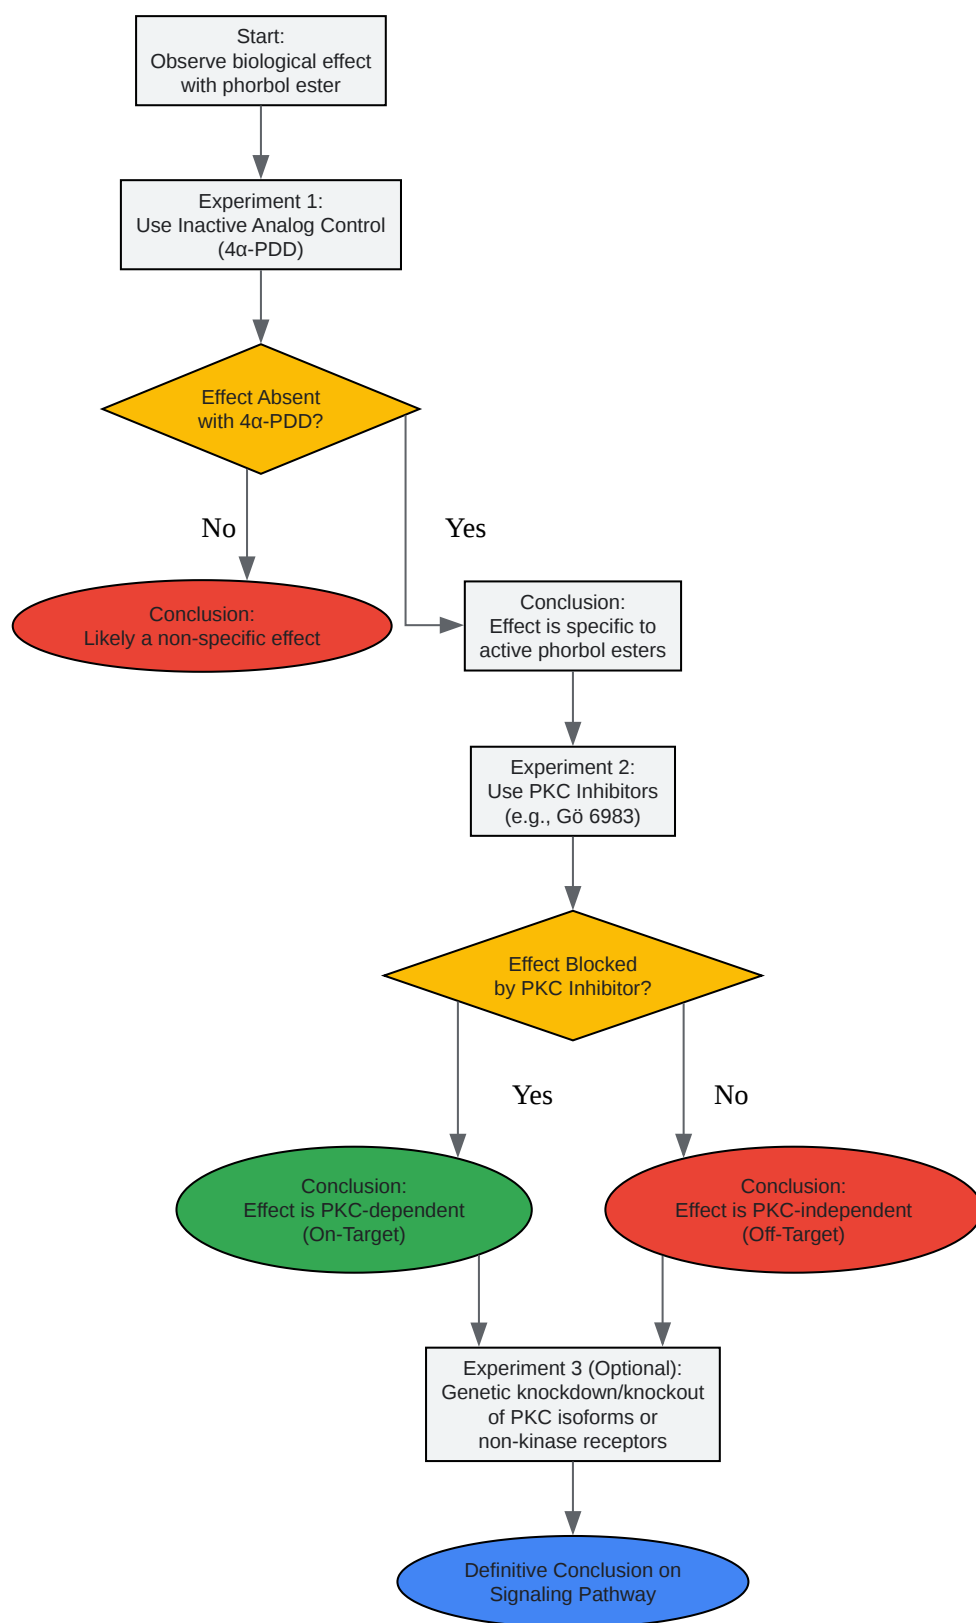 Start:
Observe biological effect
with phorbol ester
Experiment 1:
Use Inactive Analog Control
(4α-PDD)
Effect Absent
with 4α-PDD?
No
Yes
Conclusion:
Likely a non-specific effect
Conclusion:
Effect is specific to
active phorbol esters
Experiment 2:
Use PKC Inhibitors
(e.g., Gö 6983)
Effect Blocked
by PKC Inhibitor?
Yes
No
Conclusion:
Effect is PKC-dependent
(On-Target)
Conclusion:
Effect is PKC-independent
(Off-Target)
Experiment 3 (Optional):
Genetic knockdown/knockout
of PKC isoforms or
non-kinase receptors
Definitive Conclusion on
Signaling Pathway